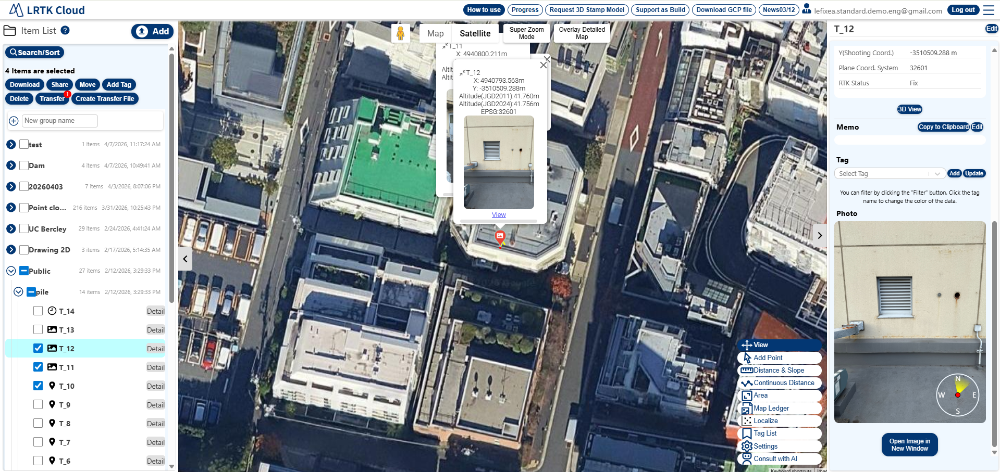 LRTK Cloud
How to use
Progress
Request 3D Stamp Model
Support as Build
Download GCP file
News03/12
lefixea.standard.demo.eng@gmail.com
Log out
Item List ?
Add
Search/Sort
4 Items are selected
Download
Share
Move
Add Tag
Delete
Transfer
1
Create Transfer File
New group name
test 1 items 4/7/2026, 11:17:24 AM
Dam 4 items 4/7/2026, 10:49:41 AM
20260403 7 items 4/3/2026, 8:07:06 PM
Point clo... 216 items 3/31/2026, 10:25:43 PM
UC Bercley 29 items 2/24/2026, 4:41:24 AM
Drawing 2D 3 items 2/17/2026, 5:14:35 AM
Public 27 items 2/12/2026, 3:29:33 PM
pile 14 items 2/12/2026, 3:29:33 PM
T_14 Detail
T_13 Detail
T_12 Detail
T_11 Detail
T_10 Detail
T_9 Detail
T_8 Detail
T_7 Detail
T_6 Detail
Map
Satellite
Super Zoom
Mode
Overlay Detailed
Map
T_11
X: 4940800.211m
Altit
Altit
T_12
X: 4940793.563m
Y: -3510509.288m
Altitude(JGD2011):41.760m
Altitude(JGD2024):41.756m
EPSG:32601
View
View
Add Point
Distance & Slope
Continuous Distance
Area
Map Ledger
Localize
Tag List
Settings
Consult with AI
Keyboard shortcuts
T_12
Edit
Y(Shooting Coord.) -3510509.288 m
Plane Coord. System 32601
RTK Status Fix
3D View
Memo
Copy to Clipboard
Edit
Tag
Select Tag
Add
Update
You can filter by clicking the "Filter" button. Click the tag
name to change the color of the data.
Photo
N
W E
S
Open Image in
New Window